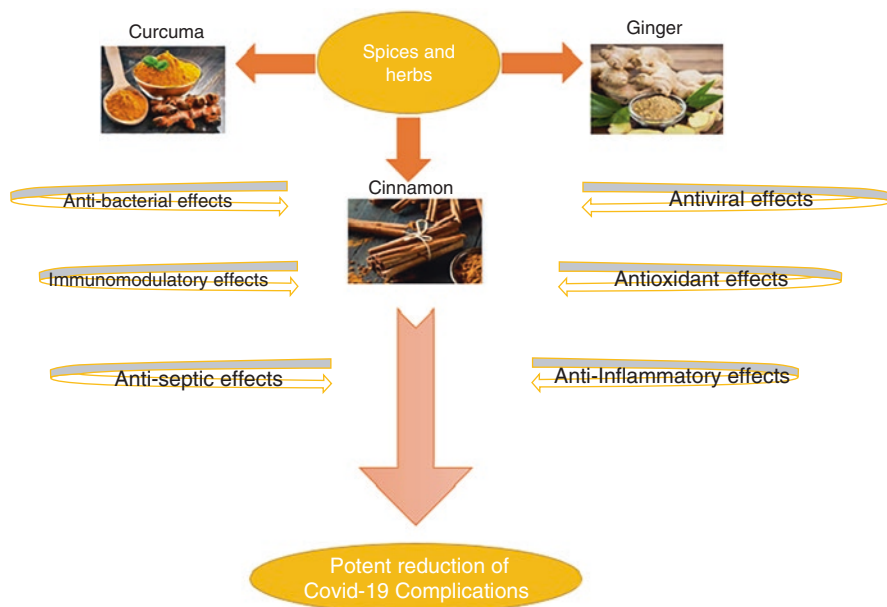 Curcuma
Spices and
herbs
Ginger
Cinnamon
Anti-bacterial effects
Antiviral effects
Immunomodulatory effects
Antioxidant effects
Anti-septic effects
Anti-Inflammatory effects
Potent reduction of
Covid-19 Complications